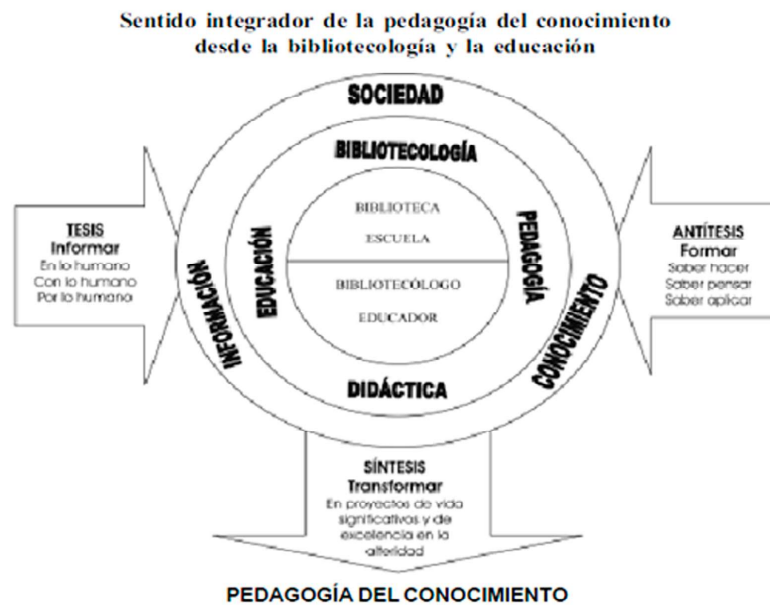 Sentido integrador de la pedagogía del conocimiento
desde la bibliotecología y la educación
SOCIEDAD
BIBLIOTECOLOGÍA
BIBLIOTECA
ESCUELA
BIBLIOTECÓLOGO
EDUCADOR
EDUCACIÓN
PEDAGOGÍA
DIDÁCTICA
INFORMACIÓN
CONOCIMIENTO
TESIS
Informar
En lo humano
Con lo humano
Por lo humano
ANTÍTESIS
Formar
Saber hacer
Saber pensar
Saber aplicar
SÍNTESIS
Transformar
En proyectos de vida
significativos y de
excelencia en la
alteridad
PEDAGOGÍA DEL CONOCIMIENTO